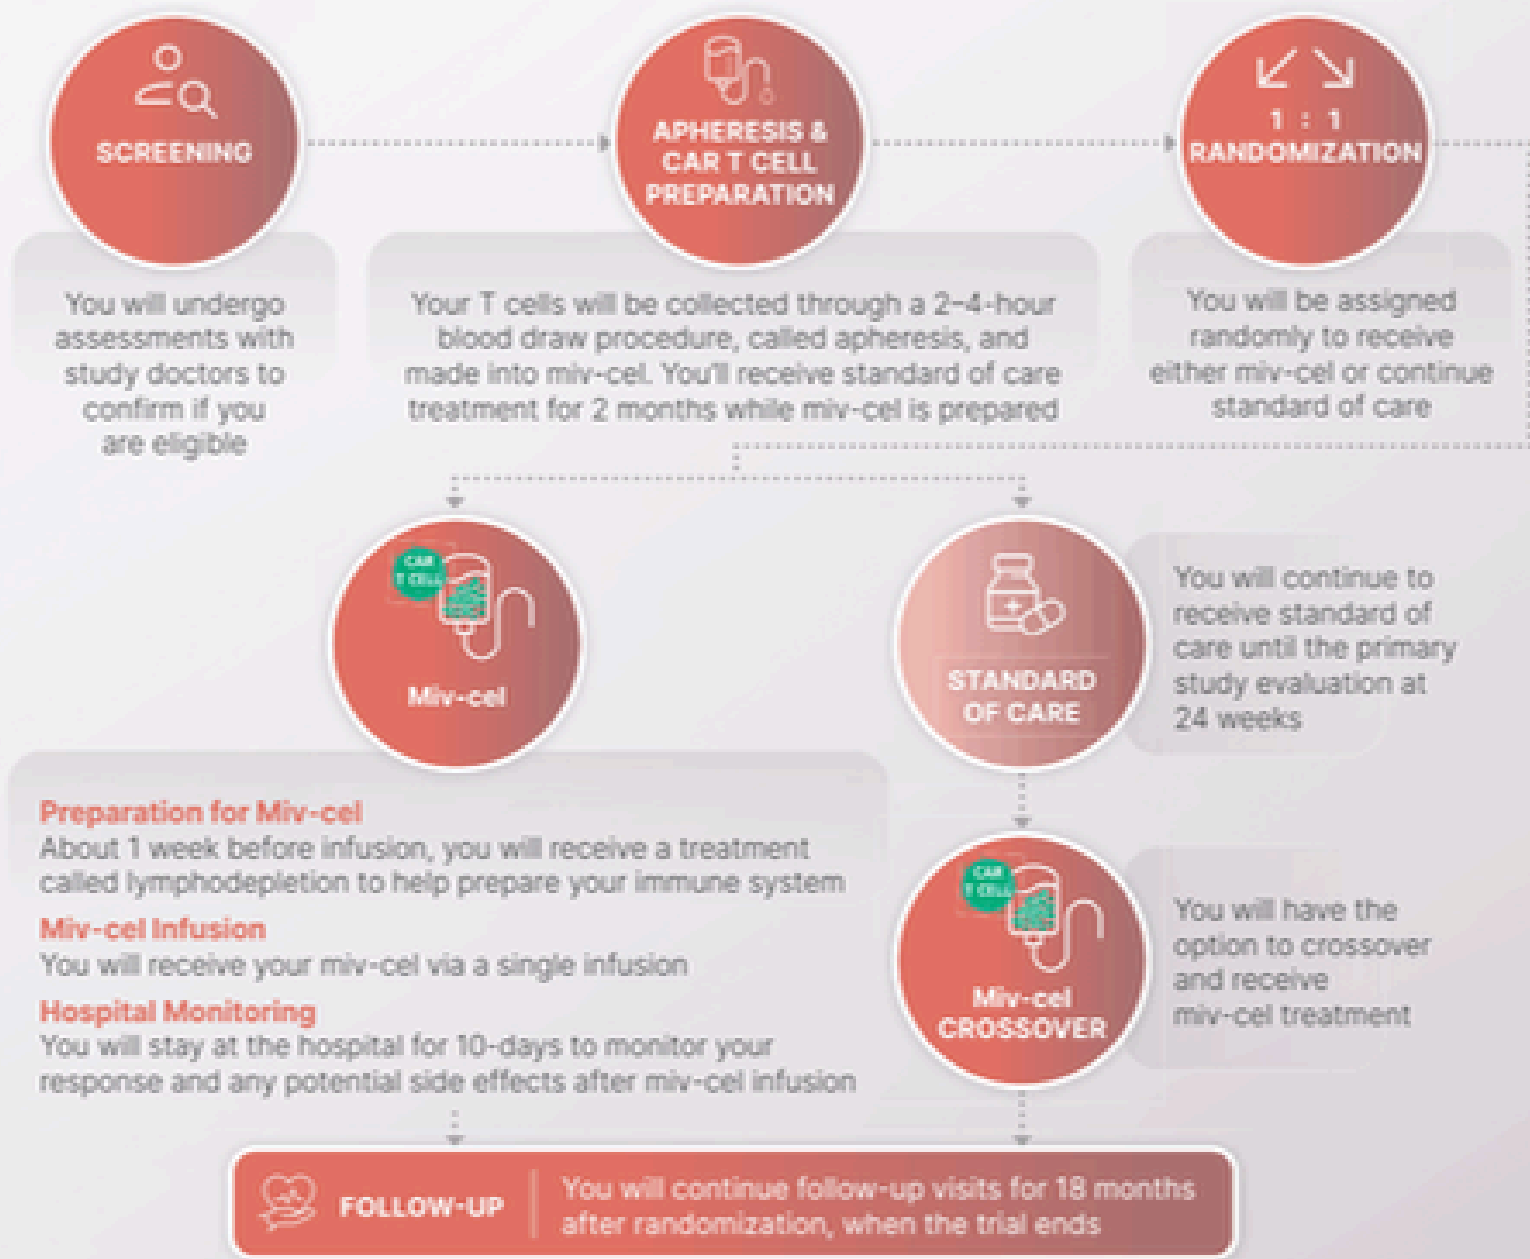 SCREENING
You will undergo
assessments with
study doctors to
confirm if you
are eligible
APHERESIS &
CAR T CELL
PREPARATION
Your T cells will be collected through a 2–4-hour
blood draw procedure, called apheresis, and
made into miv-cel. You'll receive standard of care
treatment for 2 months while miv-cel is prepared
1 : 1
RANDOMIZATION
You will be assigned
randomly to receive
either miv-cel or continue
standard of care
CAR
T CELL
Miv-cel
Preparation for Miv-cel
About 1 week before infusion, you will receive a treatment
called lymphodepletion to help prepare your immune system
Miv-cel Infusion
You will receive your miv-cel via a single infusion
Hospital Monitoring
You will stay at the hospital for 10-days to monitor your
response and any potential side effects after miv-cel infusion
STANDARD
OF CARE
You will continue to
receive standard of
care until the primary
study evaluation at
24 weeks
CAR
T CELL
Miv-cel
CROSSOVER
You will have the
option to crossover
and receive
miv-cel treatment
FOLLOW-UP
You will continue follow-up visits for 18 months
after randomization, when the trial ends